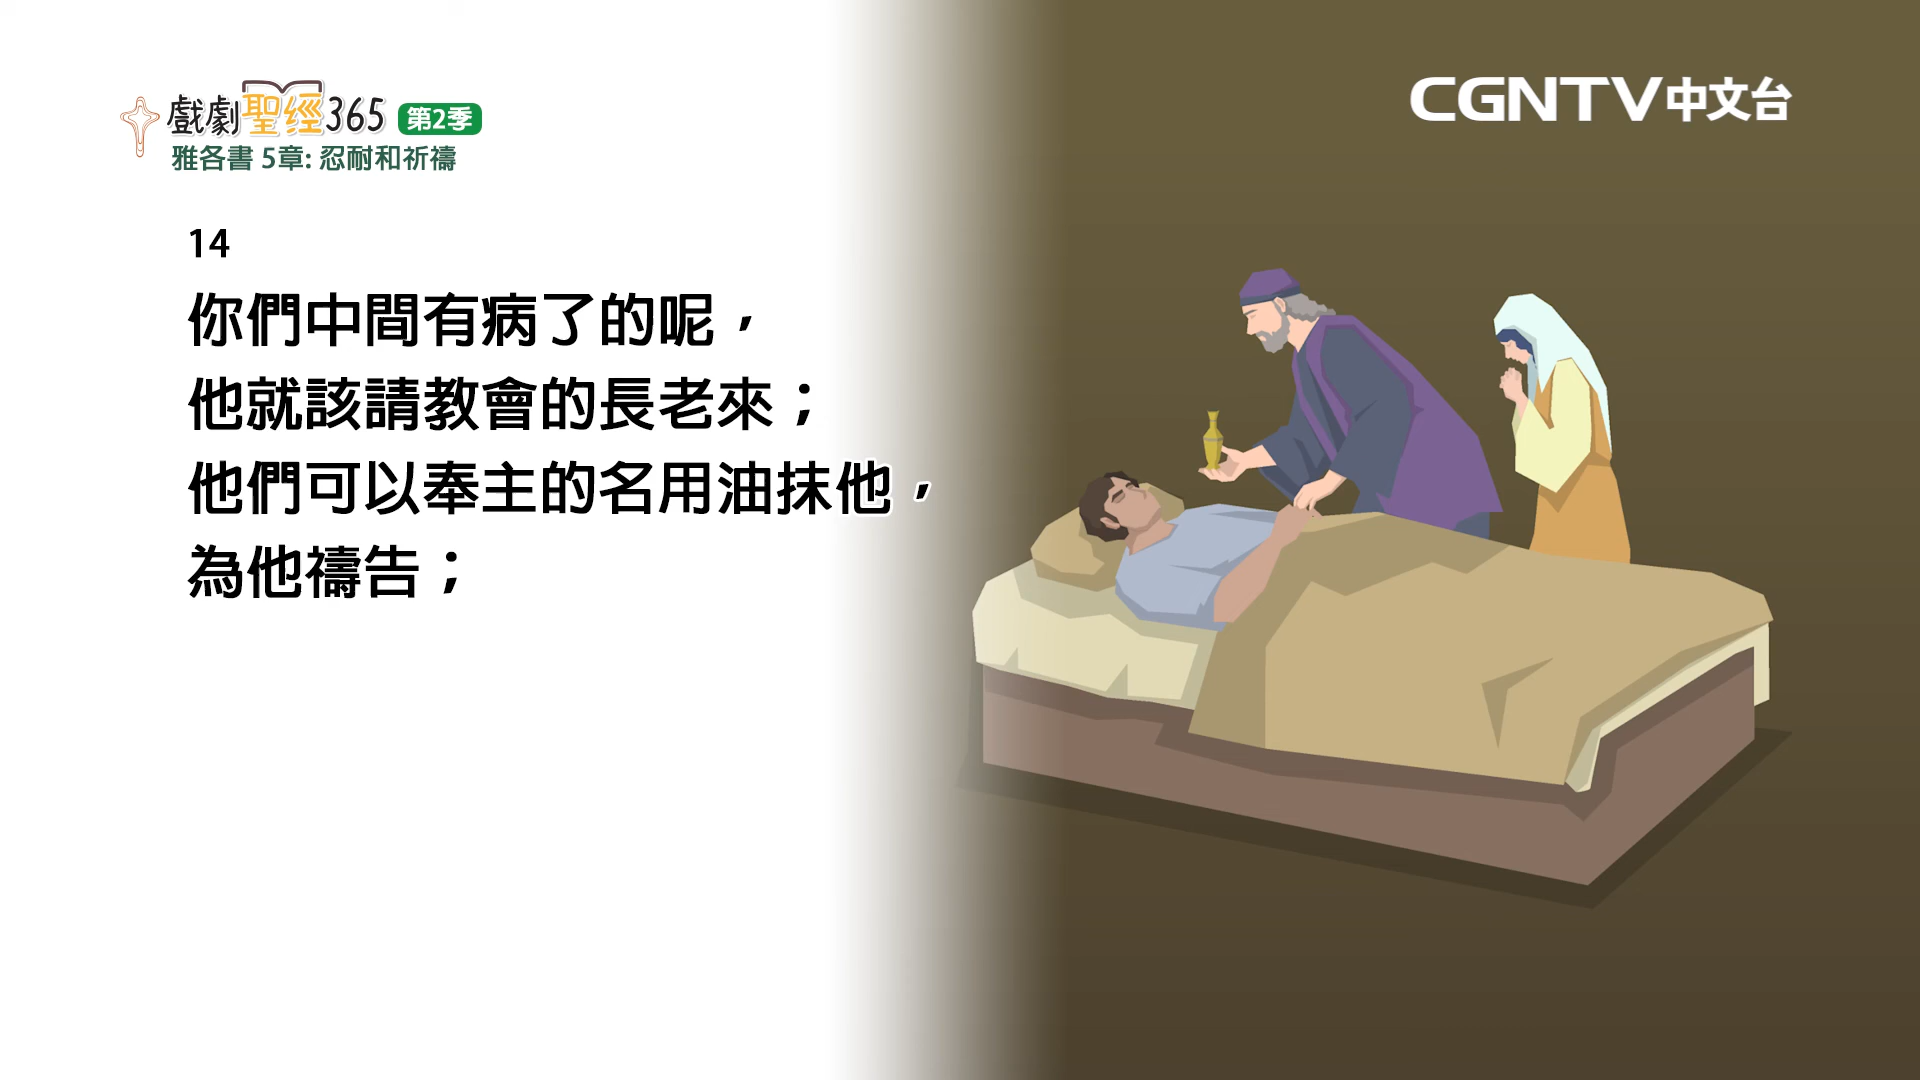 戲劇聖經365 第2季
雅各書 5章: 忍耐和祈禱
CGNTV中文台
14
你們中間有病了的呢，
他就該請教會的長老來；
他們可以奉主的名用油抹他，
為他禱告；